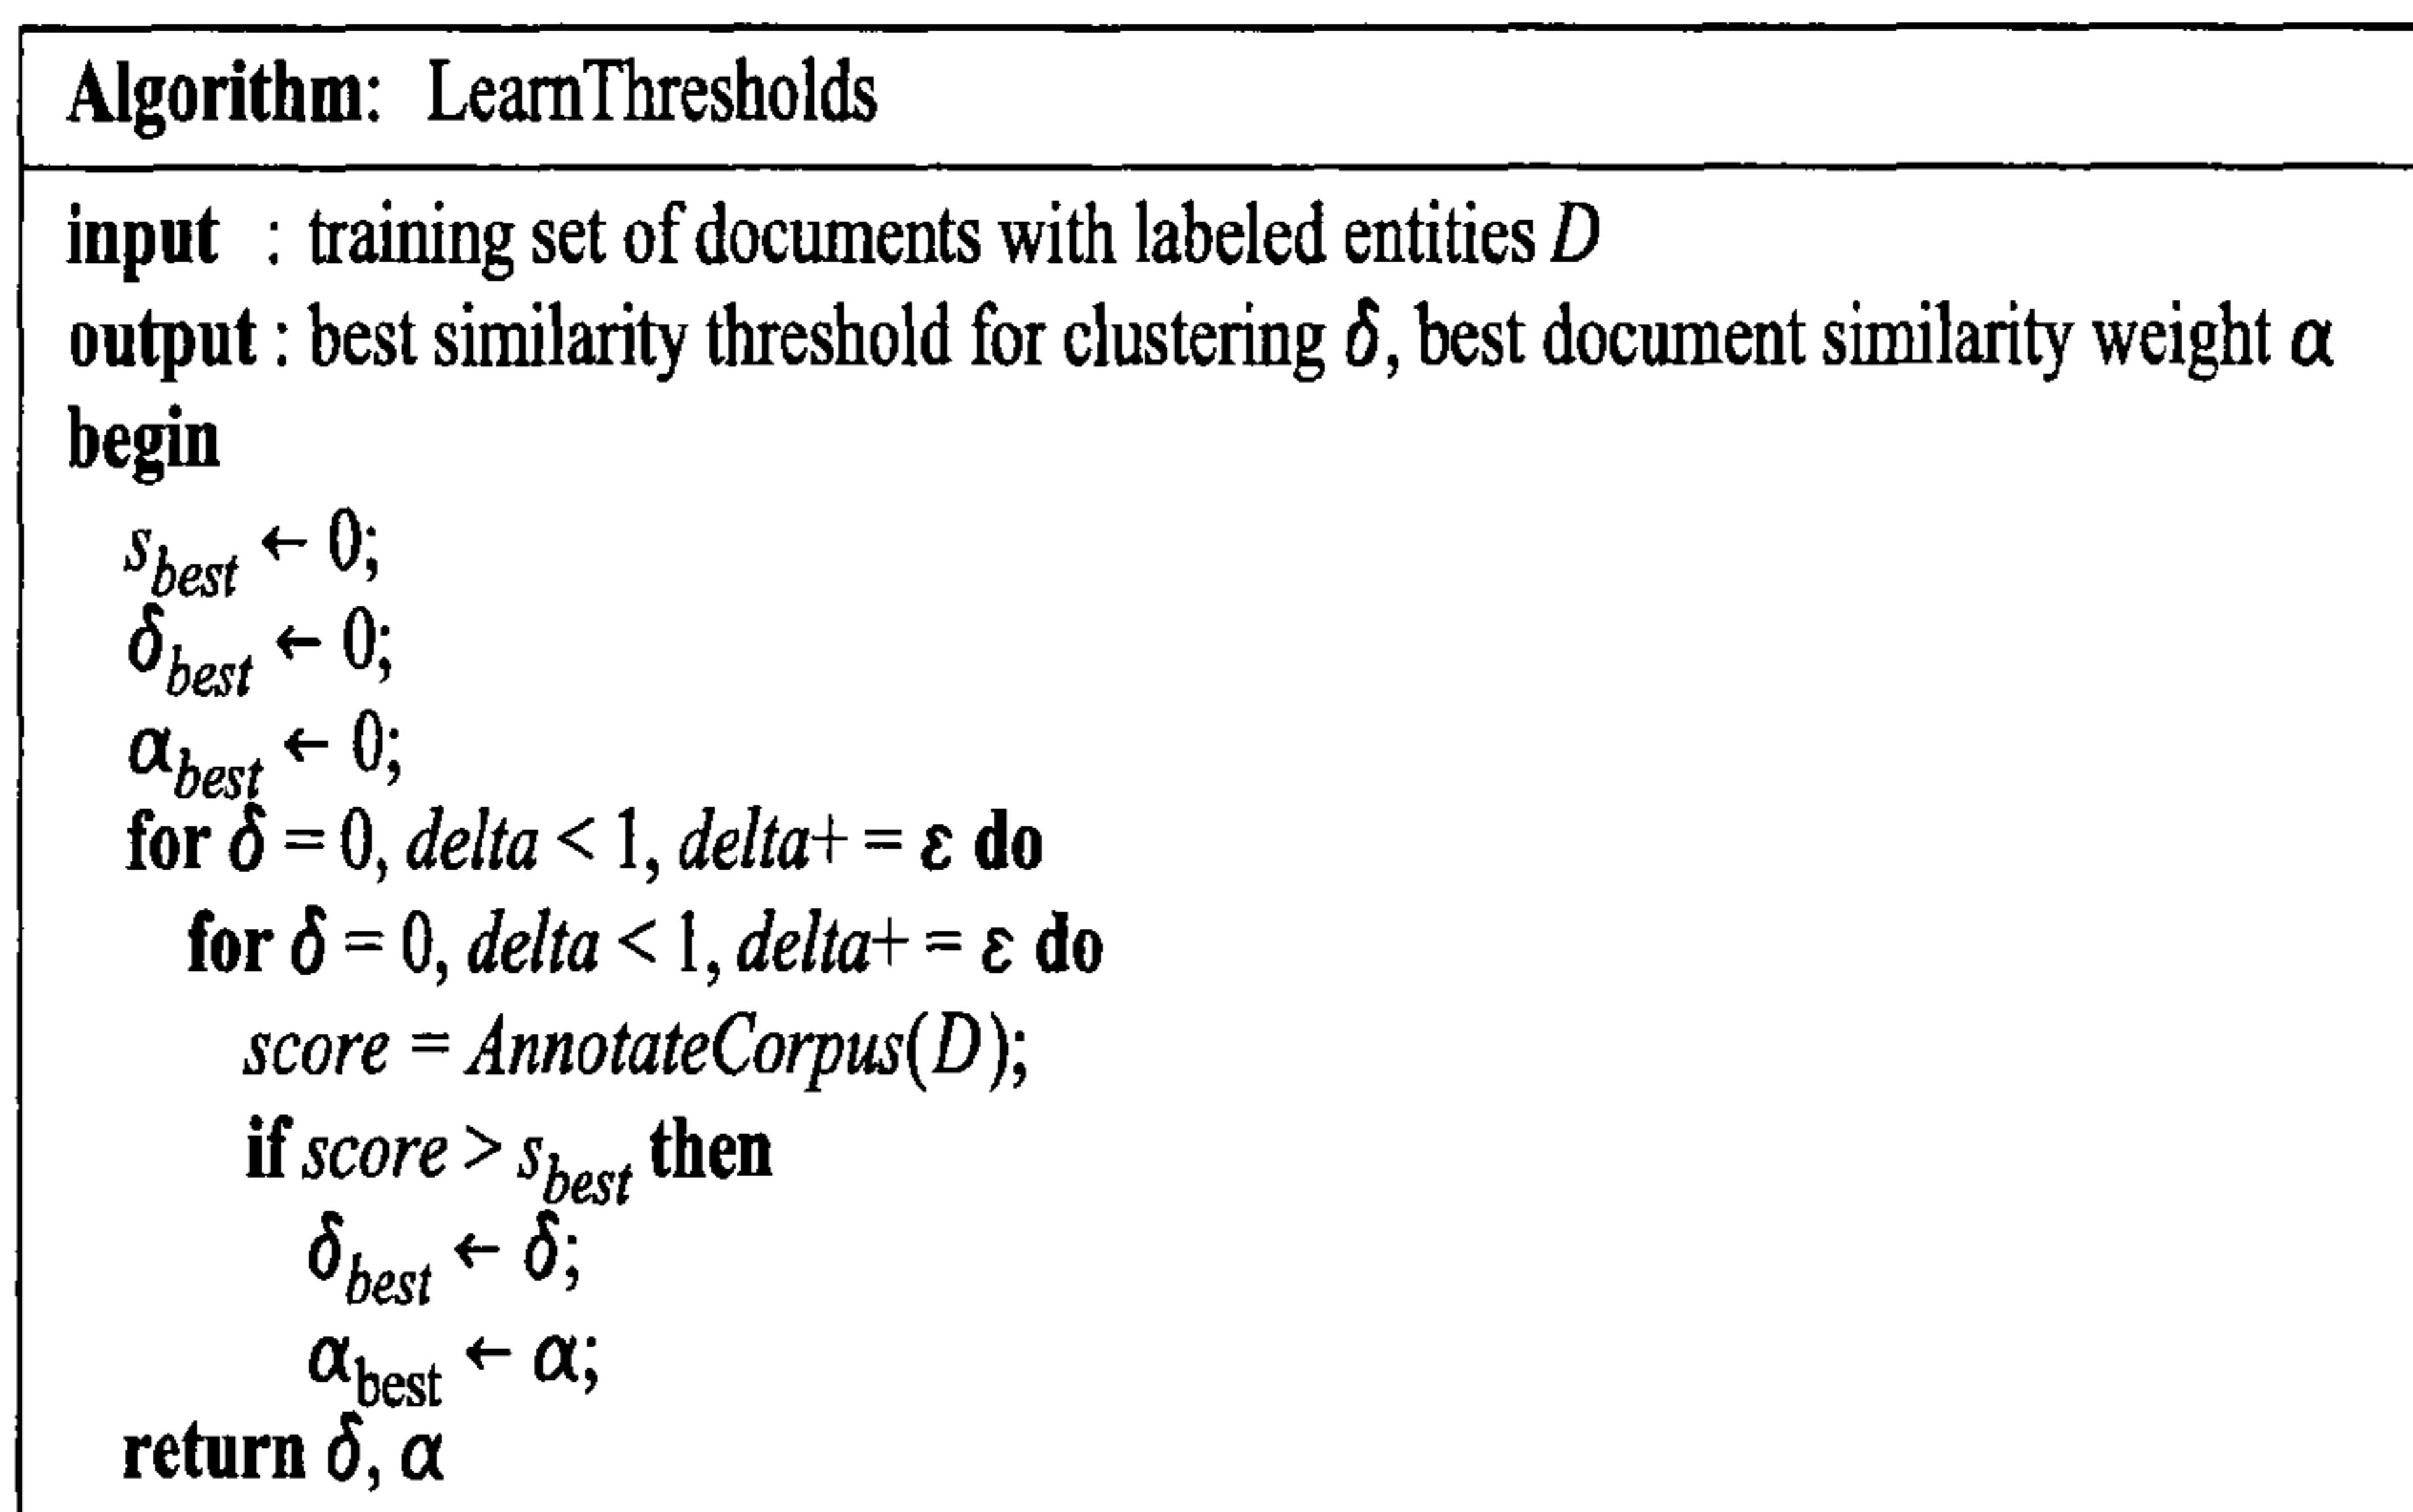 Algorithm: LearnThresholds
input : training set of documents with labeled entities D
output : best similarity threshold for clustering δ, best document similarity weight α
begin
s_best ← 0;
δ_best ← 0;
α_best ← 0;
for δ = 0, delta < 1, delta+ = ε do
for δ = 0, delta < 1, delta+ = ε do
score = AnnotateCorpus(D);
if score > s_best then
δ_best ← δ;
α_best ← α;
return δ, α